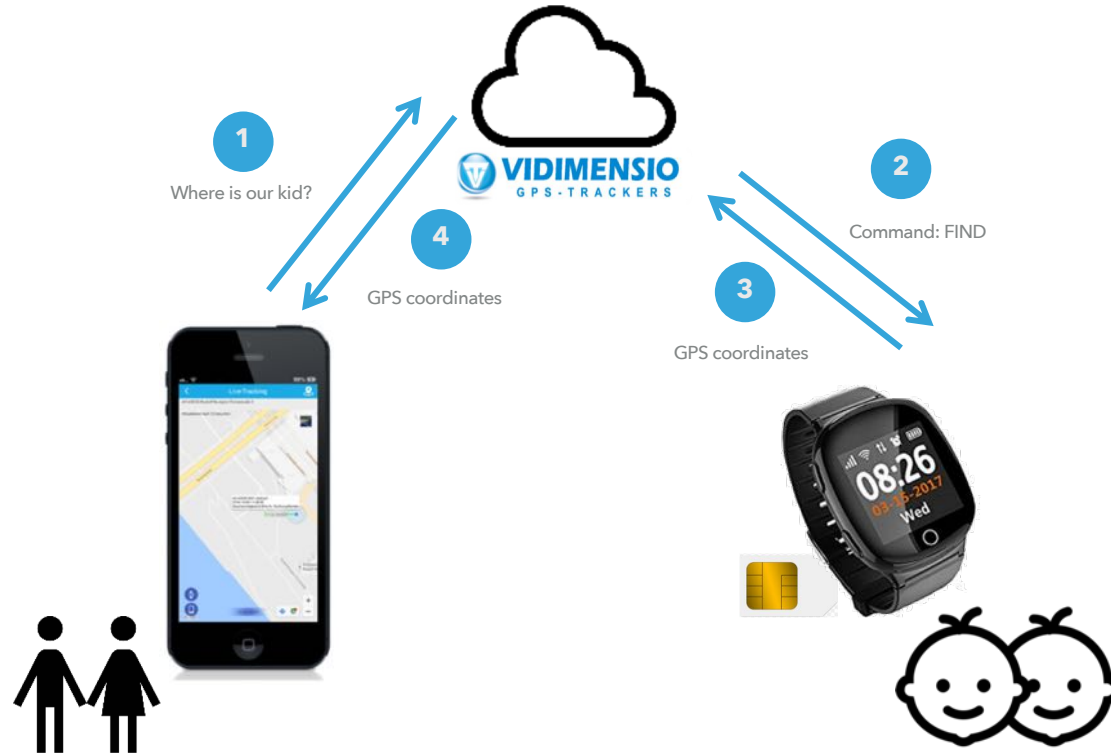 1
Where is our kid?
VIDIMENSIO
GPS-TRACKERS
2
Command: FIND
4
GPS coordinates
3
GPS coordinates
Live Tracking
08:26
03-15-2017
Wed